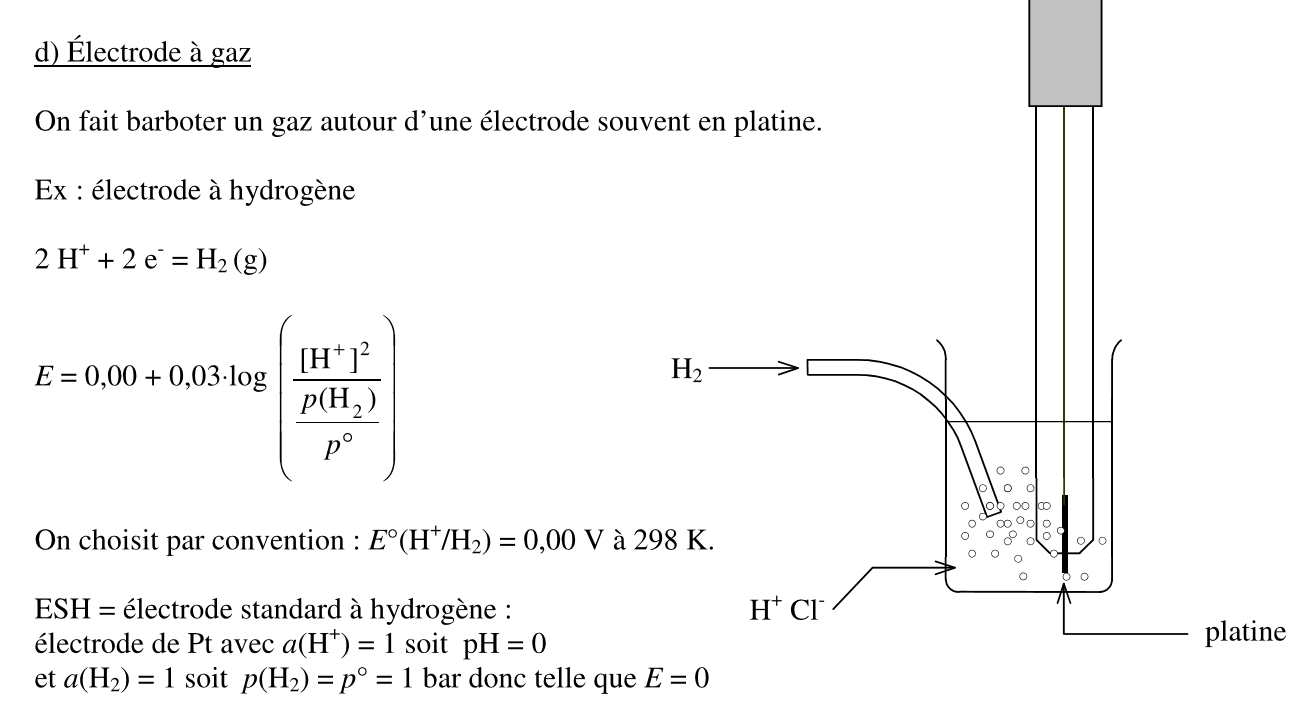 d) Électrode à gaz
On fait barboter un gaz autour d’une électrode souvent en platine.
Ex : électrode à hydrogène
2 H⁺ + 2 e⁻ = H₂ (g)
E = 0,00 + 0,03·log ( [H⁺]² / ( p(H₂) / p° ) )
H₂
On choisit par convention : E°(H⁺/H₂) = 0,00 V à 298 K.
ESH = électrode standard à hydrogène :
H⁺ Cl⁻
platine
électrode de Pt avec a(H⁺) = 1 soit pH = 0
et a(H₂) = 1 soit p(H₂) = p° = 1 bar donc telle que E = 0